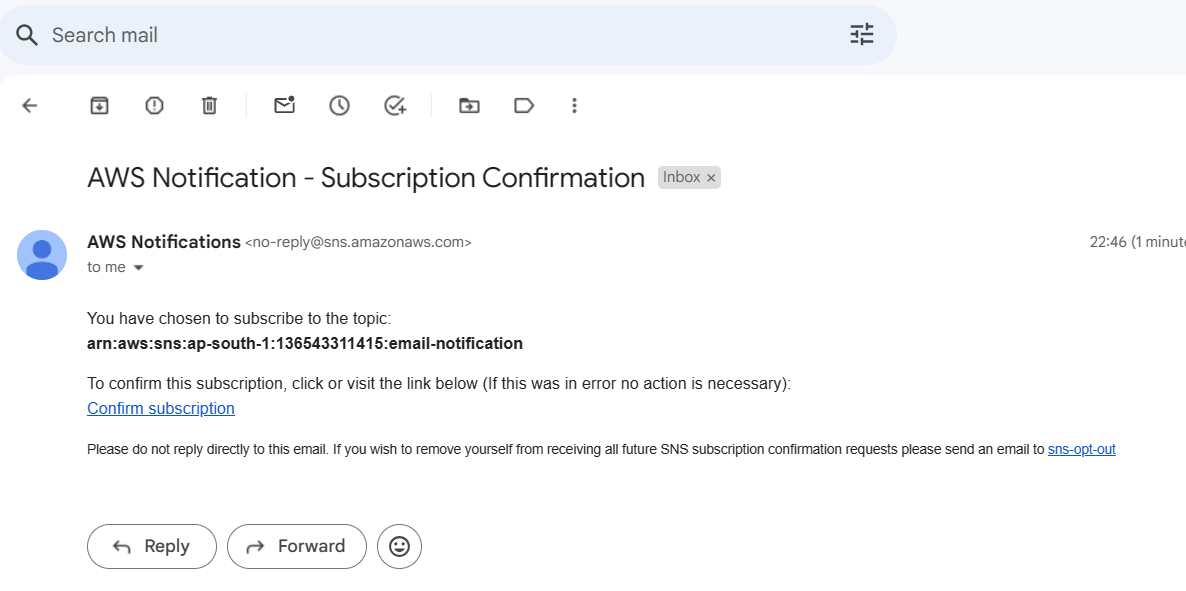 Search mail
AWS Notification - Subscription Confirmation Inbox ×
AWS Notifications <no-reply@sns.amazonaws.com> 22:46 (1 minute
to me
You have chosen to subscribe to the topic:
arn:aws:sns:ap-south-1:136543311415:email-notification
To confirm this subscription, click or visit the link below (If this was in error no action is necessary):
Confirm subscription
Please do not reply directly to this email. If you wish to remove yourself from receiving all future SNS subscription confirmation requests please send an email to sns-opt-out
Reply Forward